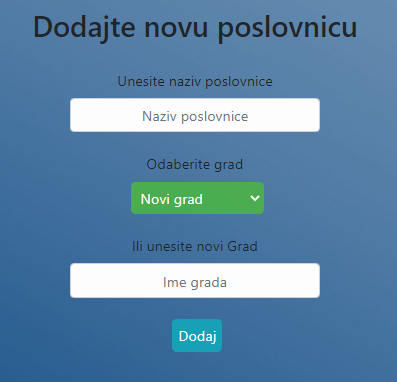 Dodajte novu poslovnicu
Unesite naziv poslovnice
Naziv poslovnice
Odaberite grad
Novi grad
Ili unesite novi Grad
Ime grada
Dodaj